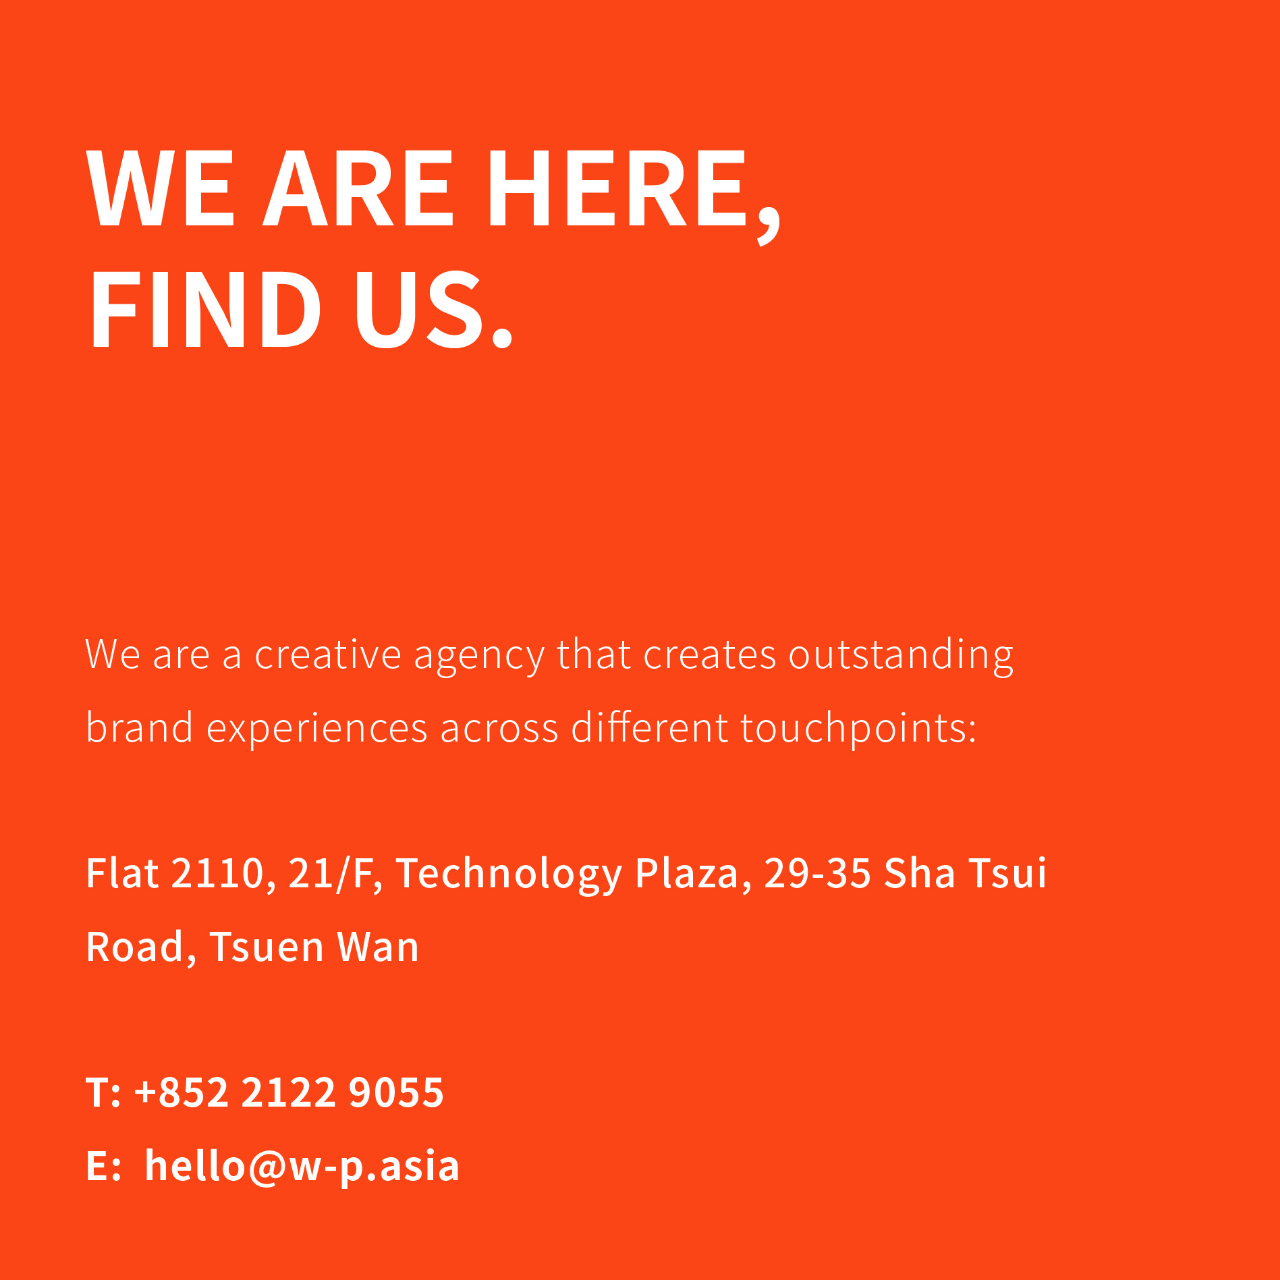 WE ARE HERE,
FIND US.
We are a creative agency that creates outstanding
brand experiences across different touchpoints:
Flat 2110, 21/F, Technology Plaza, 29-35 Sha Tsui
Road, Tsuen Wan
T: +852 2122 9055
E:  hello@w-p.asia